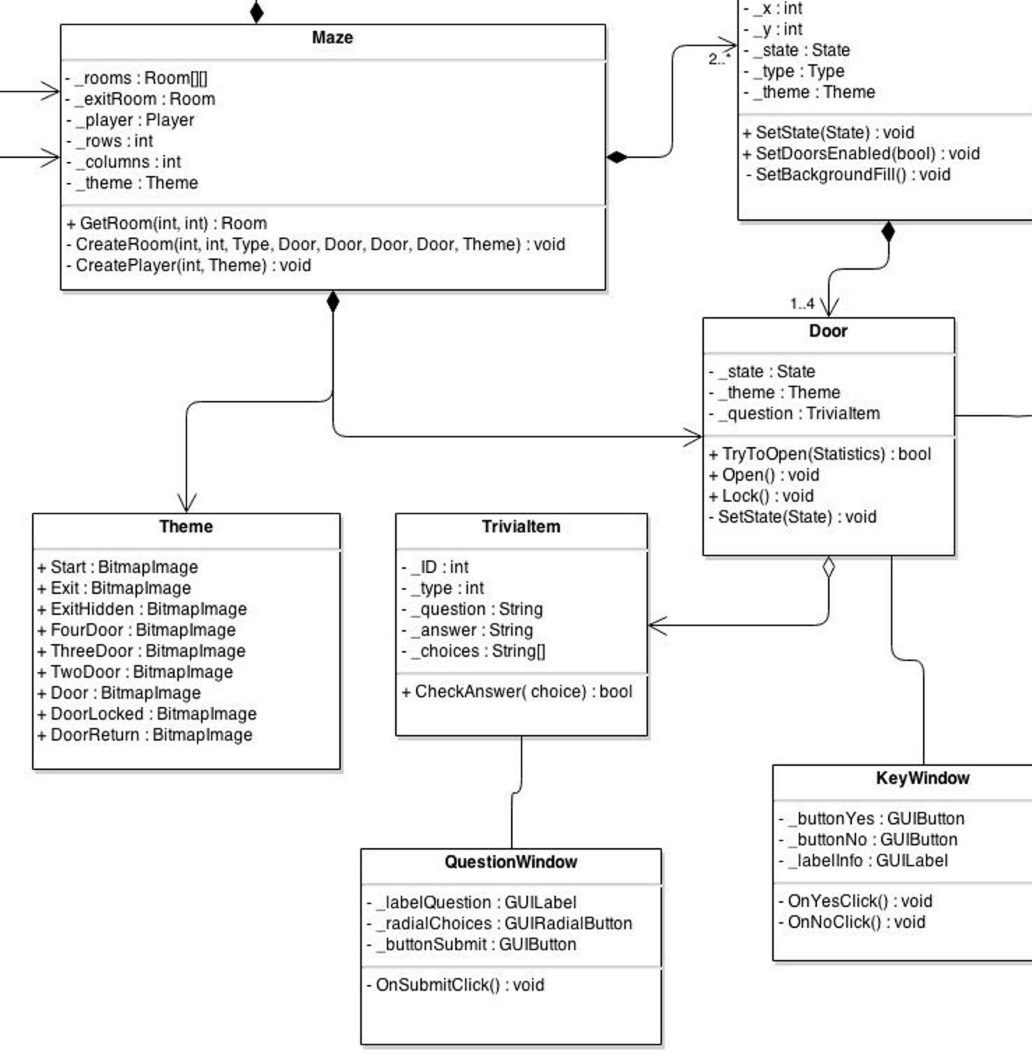 Maze
- _rooms : Room[][]
- _exitRoom : Room
- _player : Player
- _rows : int
- _columns : int
- _theme : Theme
+ GetRoom(int, int) : Room
- CreateRoom(int, int, Type, Door, Door, Door, Door, Theme) : void
- CreatePlayer(int, Theme) : void
2..*
- _x : int
- _y : int
- _state : State
- _type : Type
- _theme : Theme
+ SetState(State) : void
+ SetDoorsEnabled(bool) : void
- SetBackgroundFill() : void
1..4
Door
- _state : State
- _theme : Theme
- _question : TriviaItem
+ TryToOpen(Statistics) : bool
+ Open() : void
+ Lock() : void
- SetState(State) : void
Theme
+ Start : BitmapImage
+ Exit : BitmapImage
+ ExitHidden : BitmapImage
+ FourDoor : BitmapImage
+ ThreeDoor : BitmapImage
+ TwoDoor : BitmapImage
+ Door : BitmapImage
+ DoorLocked : BitmapImage
+ DoorReturn : BitmapImage
TriviaItem
- _ID : int
- _type : int
- _question : String
- _answer : String
- _choices : String[]
+ CheckAnswer( choice) : bool
QuestionWindow
- _labelQuestion : GUILabel
- _radialChoices : GUIRadialButton
- _buttonSubmit : GUIButton
- OnSubmitClick() : void
KeyWindow
- _buttonYes : GUIButton
- _buttonNo : GUIButton
- _labelInfo : GUILabel
- OnYesClick() : void
- OnNoClick() : void